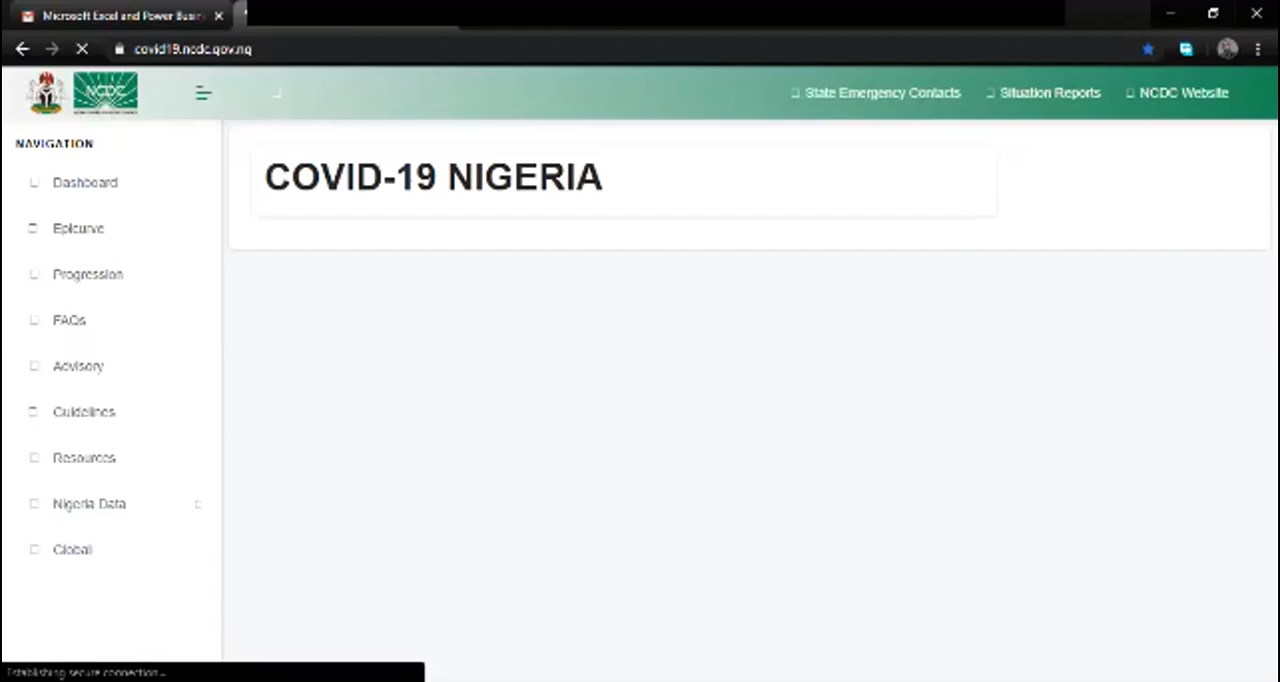 Microsoft Excel and Power Busin
covid19.ncdc.gov.ng
NCDC
State Emergency Contacts
Situation Reports
NCDC Website
NAVIGATION
Dashboard
Epicurve
Progression
FAQs
Advisory
Guidelines
Resources
Nigeria Data
Global
COVID-19 NIGERIA
Establishing secure connection...